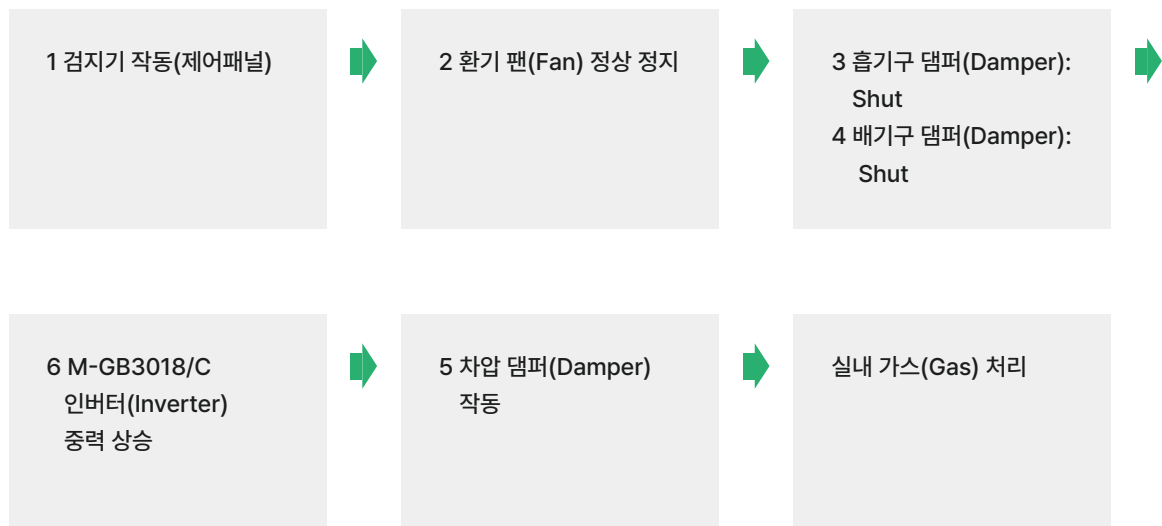 1 검지기 작동(제어패널)
2 환기 팬(Fan) 정상 정지
3 흡기구 댐퍼(Damper):
Shut
4 배기구 댐퍼(Damper):
Shut
6 M-GB3018/C
인버터(Inverter)
중력 상승
5 차압 댐퍼(Damper)
작동
실내 가스(Gas) 처리